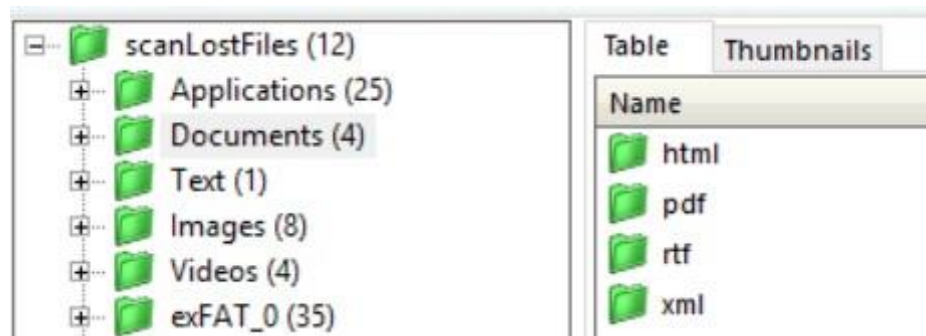 scanLostFiles (12)
Applications (25)
Documents (4)
Text (1)
Images (8)
Videos (4)
exFAT_0 (35)
Table Thumbnails
Name
html
pdf
rtf
xml